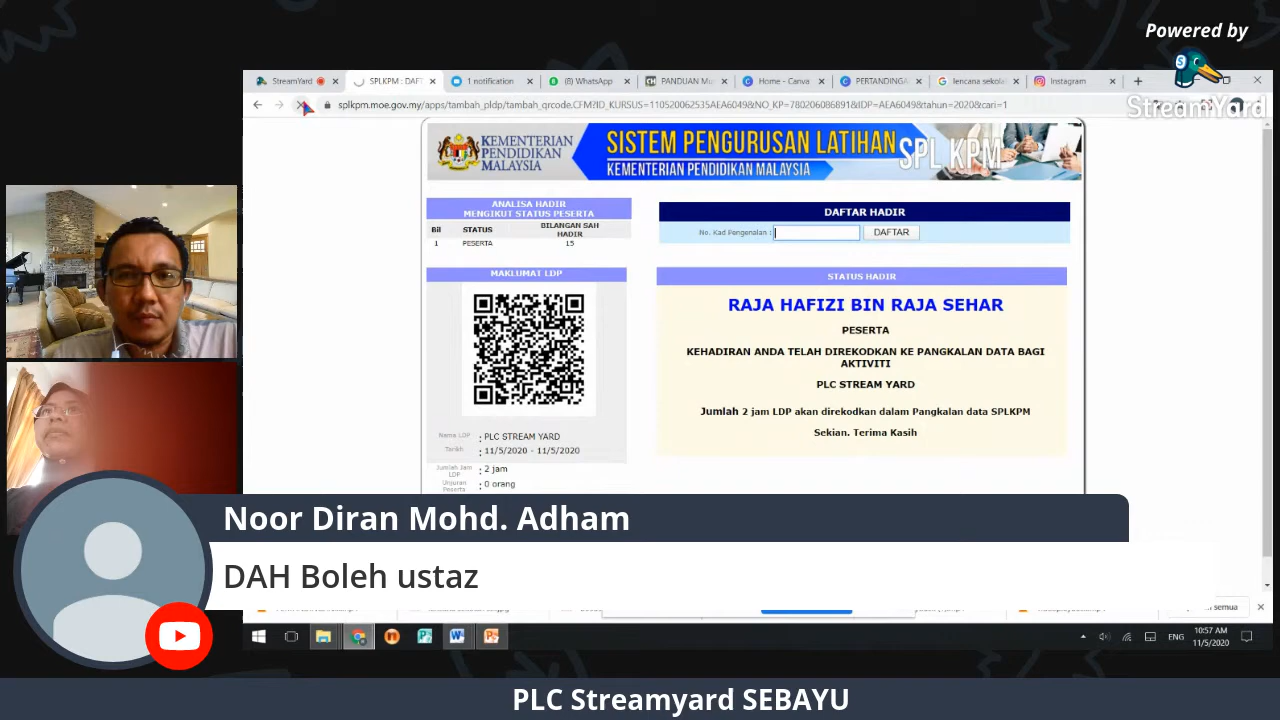 Powered by
StreamYard
StreamYard
SPLKPM : DAFT
1 notification
WhatsApp
PANDUAN
Home - Canva
PERTANDINGA
lencana sekola
Instagram
splkpm.moe.gov.my/apps/tambah_pldp/tambah_qrcode.CFM?ID_KURSUS=110520062535AEA6049&NO_KP=780206086891&IDP=AEA6049&tahun=2020&cari=1
KEMENTERIAN
PENDIDIKAN
MALAYSIA
SISTEM PENGURUSAN LATIHAN
KEMENTERIAN PENDIDIKAN MALAYSIA
SPL KPM
ANALISA HADIR
MENGIKUT STATUS PESERTA
Bil STATUS BILANGAN SAH HADIR
1 PESERTA 15
DAFTAR HADIR
No. Kad Pengenalan : DAFTAR
MAKLUMAT LDP
Nama LDP : PLC STREAM YARD
Tarikh : 11/5/2020 - 11/5/2020
Jumlah Jam LDP : 2 jam
Unjuran Peserta : 0 orang
STATUS HADIR
RAJA HAFIZI BIN RAJA SEHAR
PESERTA
KEHADIRAN ANDA TELAH DIREKODKAN KE PANGKALAN DATA BAGI
AKTIVITI
PLC STREAM YARD
Jumlah 2 jam LDP akan direkodkan dalam Pangkalan data SPLKPM
Sekian. Terima Kasih
Noor Diran Mohd. Adham
DAH Boleh ustaz
semua
ENG
10:57 AM
11/5/2020
PLC Streamyard SEBAYU